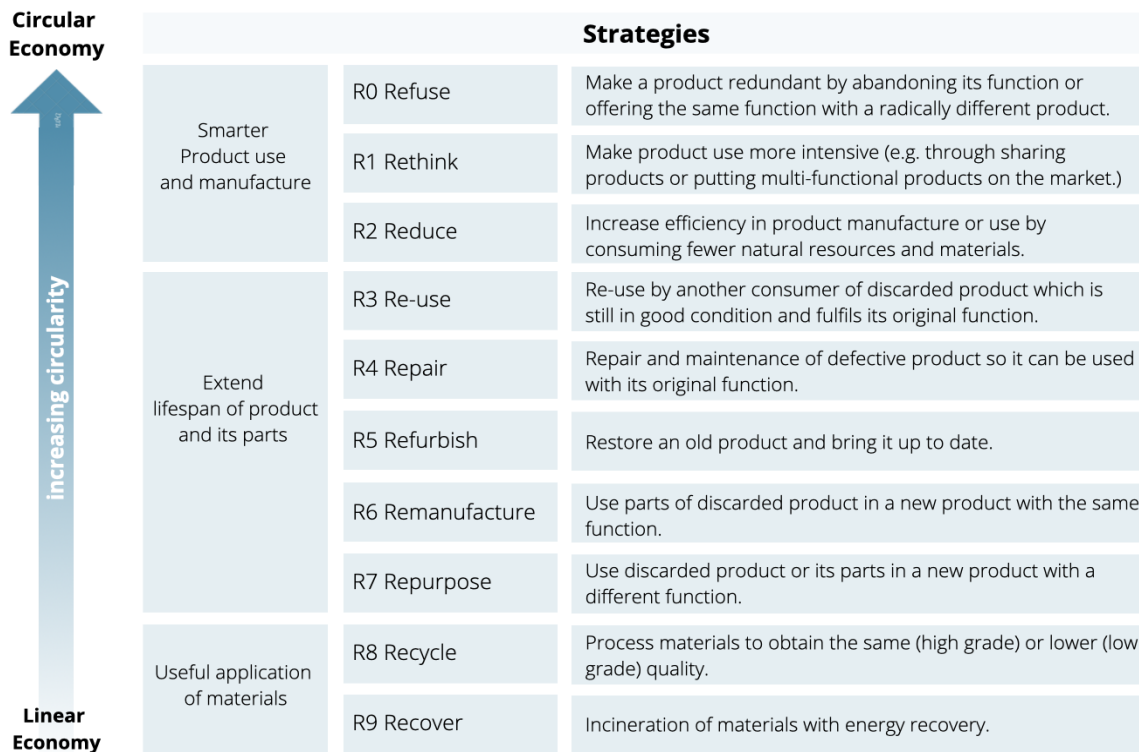 Circular
Economy
Strategies
increasing circularity
Smarter
Product use
and manufacture
R0 Refuse
Make a product redundant by abandoning its function or
offering the same function with a radically different product.
R1 Rethink
Make product use more intensive (e.g. through sharing
products or putting multi-functional products on the market.)
R2 Reduce
Increase efficiency in product manufacture or use by
consuming fewer natural resources and materials.
Extend
lifespan of product
and its parts
R3 Re-use
Re-use by another consumer of discarded product which is
still in good condition and fulfils its original function.
R4 Repair
Repair and maintenance of defective product so it can be used
with its original function.
R5 Refurbish
Restore an old product and bring it up to date.
R6 Remanufacture
Use parts of discarded product in a new product with the same
function.
R7 Repurpose
Use discarded product or its parts in a new product with a
different function.
Useful application
of materials
R8 Recycle
Process materials to obtain the same (high grade) or lower (low
grade) quality.
R9 Recover
Incineration of materials with energy recovery.
Linear
Economy